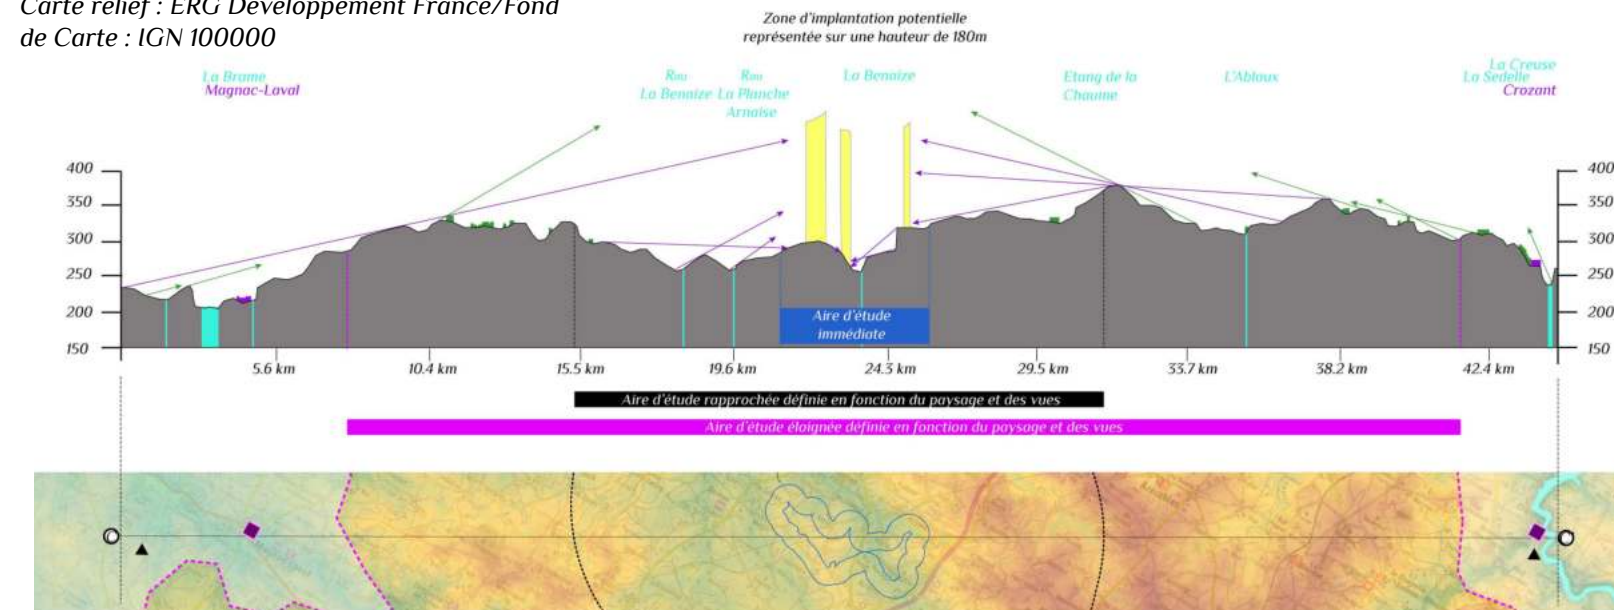 Carte relief : ERG Développement France/Fond
de Carte : IGN 100000
Zone d'implantation potentielle
représentée sur une hauteur de 180m
La Brame
Magnac-Laval
Rau
La Benaize
Rau
La Planche
Arnaise
La Benaize
Etang de la
Chaume
L'Abloux
La Creuse
La Sedelle
Crozant
400 400
350 350
300 300
250 250
200 200
150 150
Aire d'étude
immédiate
5.6 km 10.4 km 15.5 km 19.6 km 24.3 km 29.5 km 33.7 km 38.2 km 42.4 km
Aire d'étude rapprochée définie en fonction du paysage et des vues
Aire d'étude éloignée définie en fonction du paysage et des vues